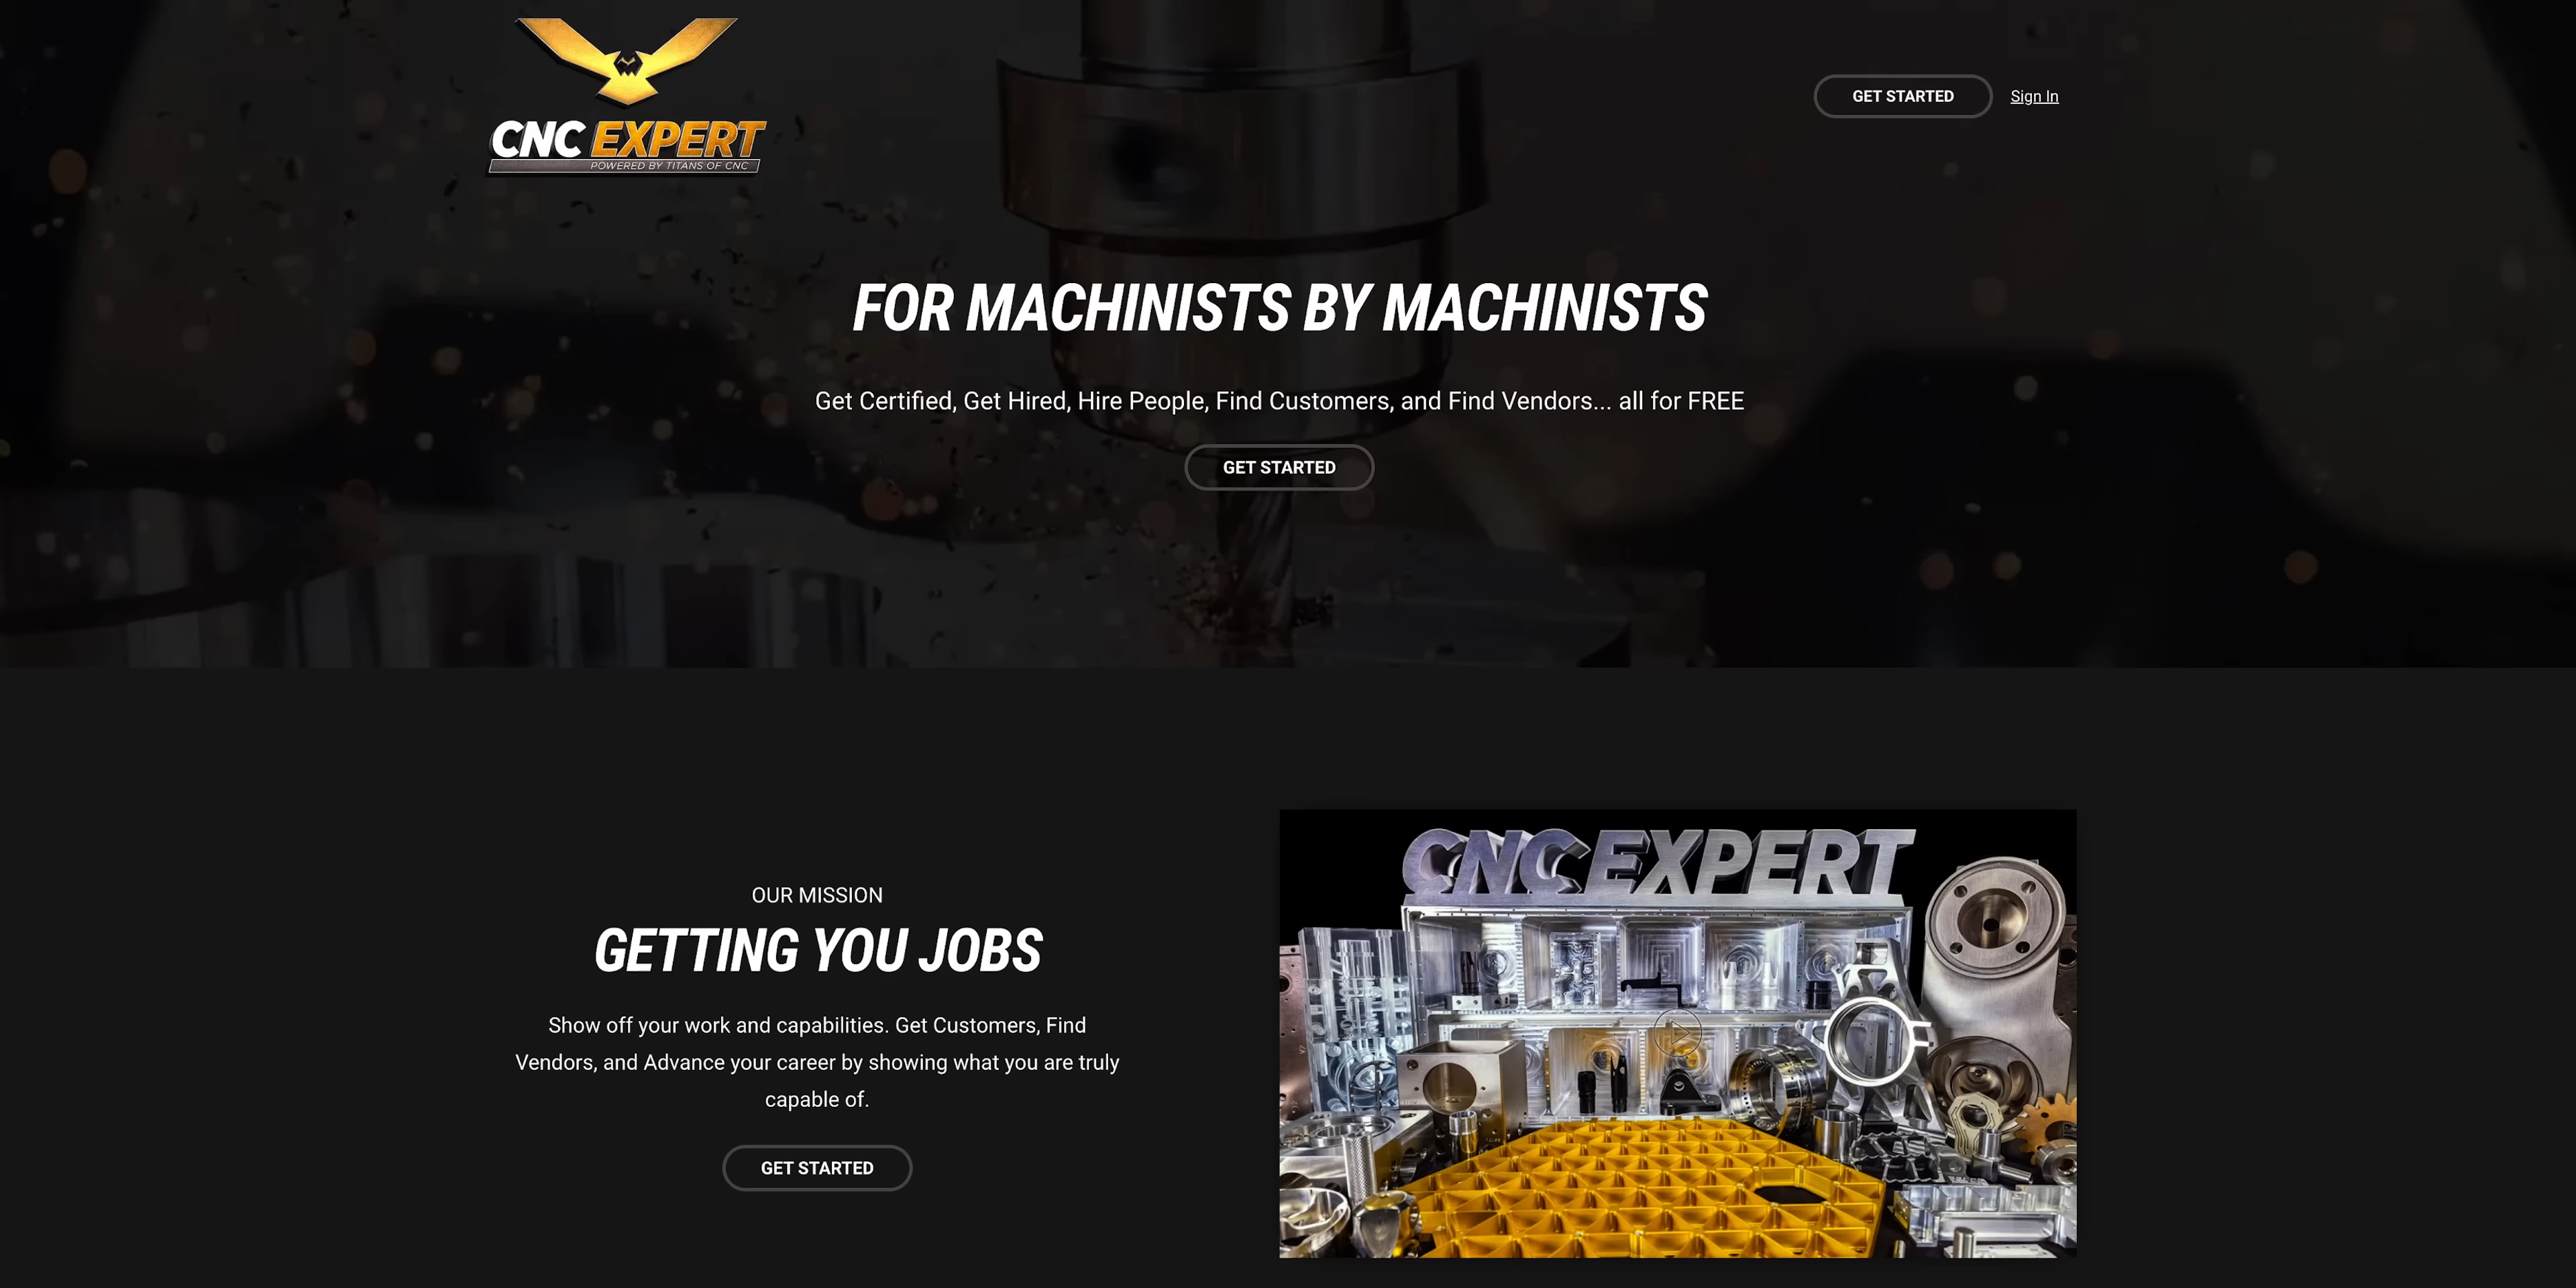 CNC EXPERT
POWERED BY TITANS OF CNC
GET STARTED
Sign In
FOR MACHINISTS BY MACHINISTS
Get Certified, Get Hired, Hire People, Find Customers, and Find Vendors... all for FREE
GET STARTED
OUR MISSION
GETTING YOU JOBS
Show off your work and capabilities. Get Customers, Find
Vendors, and Advance your career by showing what you are truly
capable of.
GET STARTED
CNC EXPERT